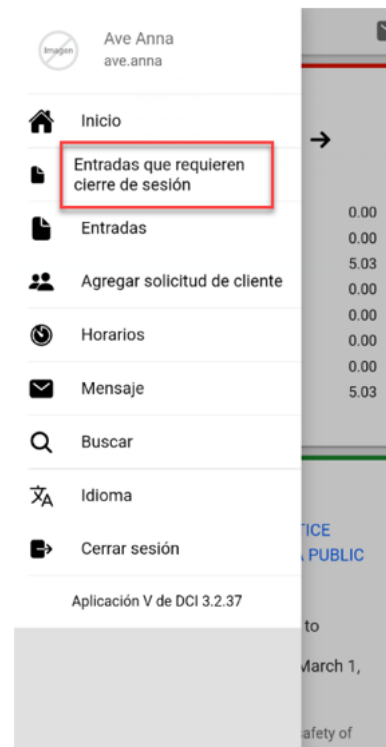 Imagen
Ave Anna
ave.anna
Inicio
Entradas que requieren
cierre de sesión
Entradas
Agregar solicitud de cliente
Horarios
Mensaje
Buscar
Idioma
Cerrar sesión
Aplicación V de DCI 3.2.37
0.00
0.00
5.03
0.00
0.00
0.00
0.00
5.03
TICE
PUBLIC
to
March 1,
safety of